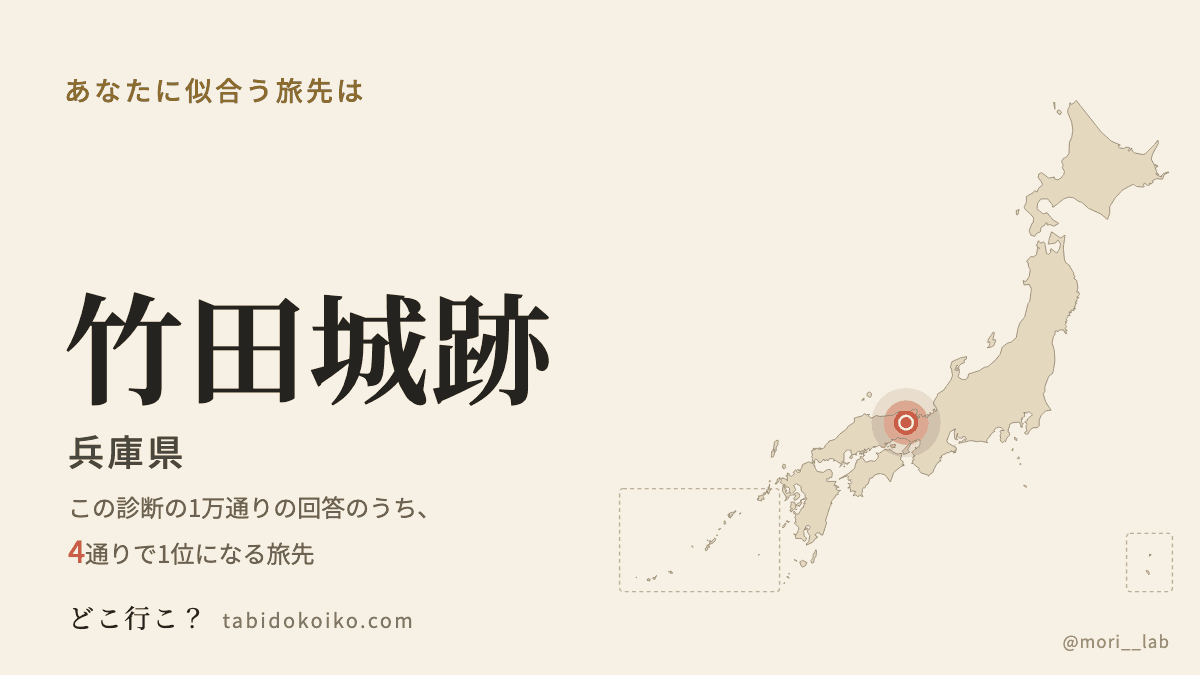 あなたに似合う旅先は
竹田城跡
兵庫県
この診断の1万通りの回答のうち、
4通りで1位になる旅先
どこ行こ？ tabidokoiko.com
@mori__lab